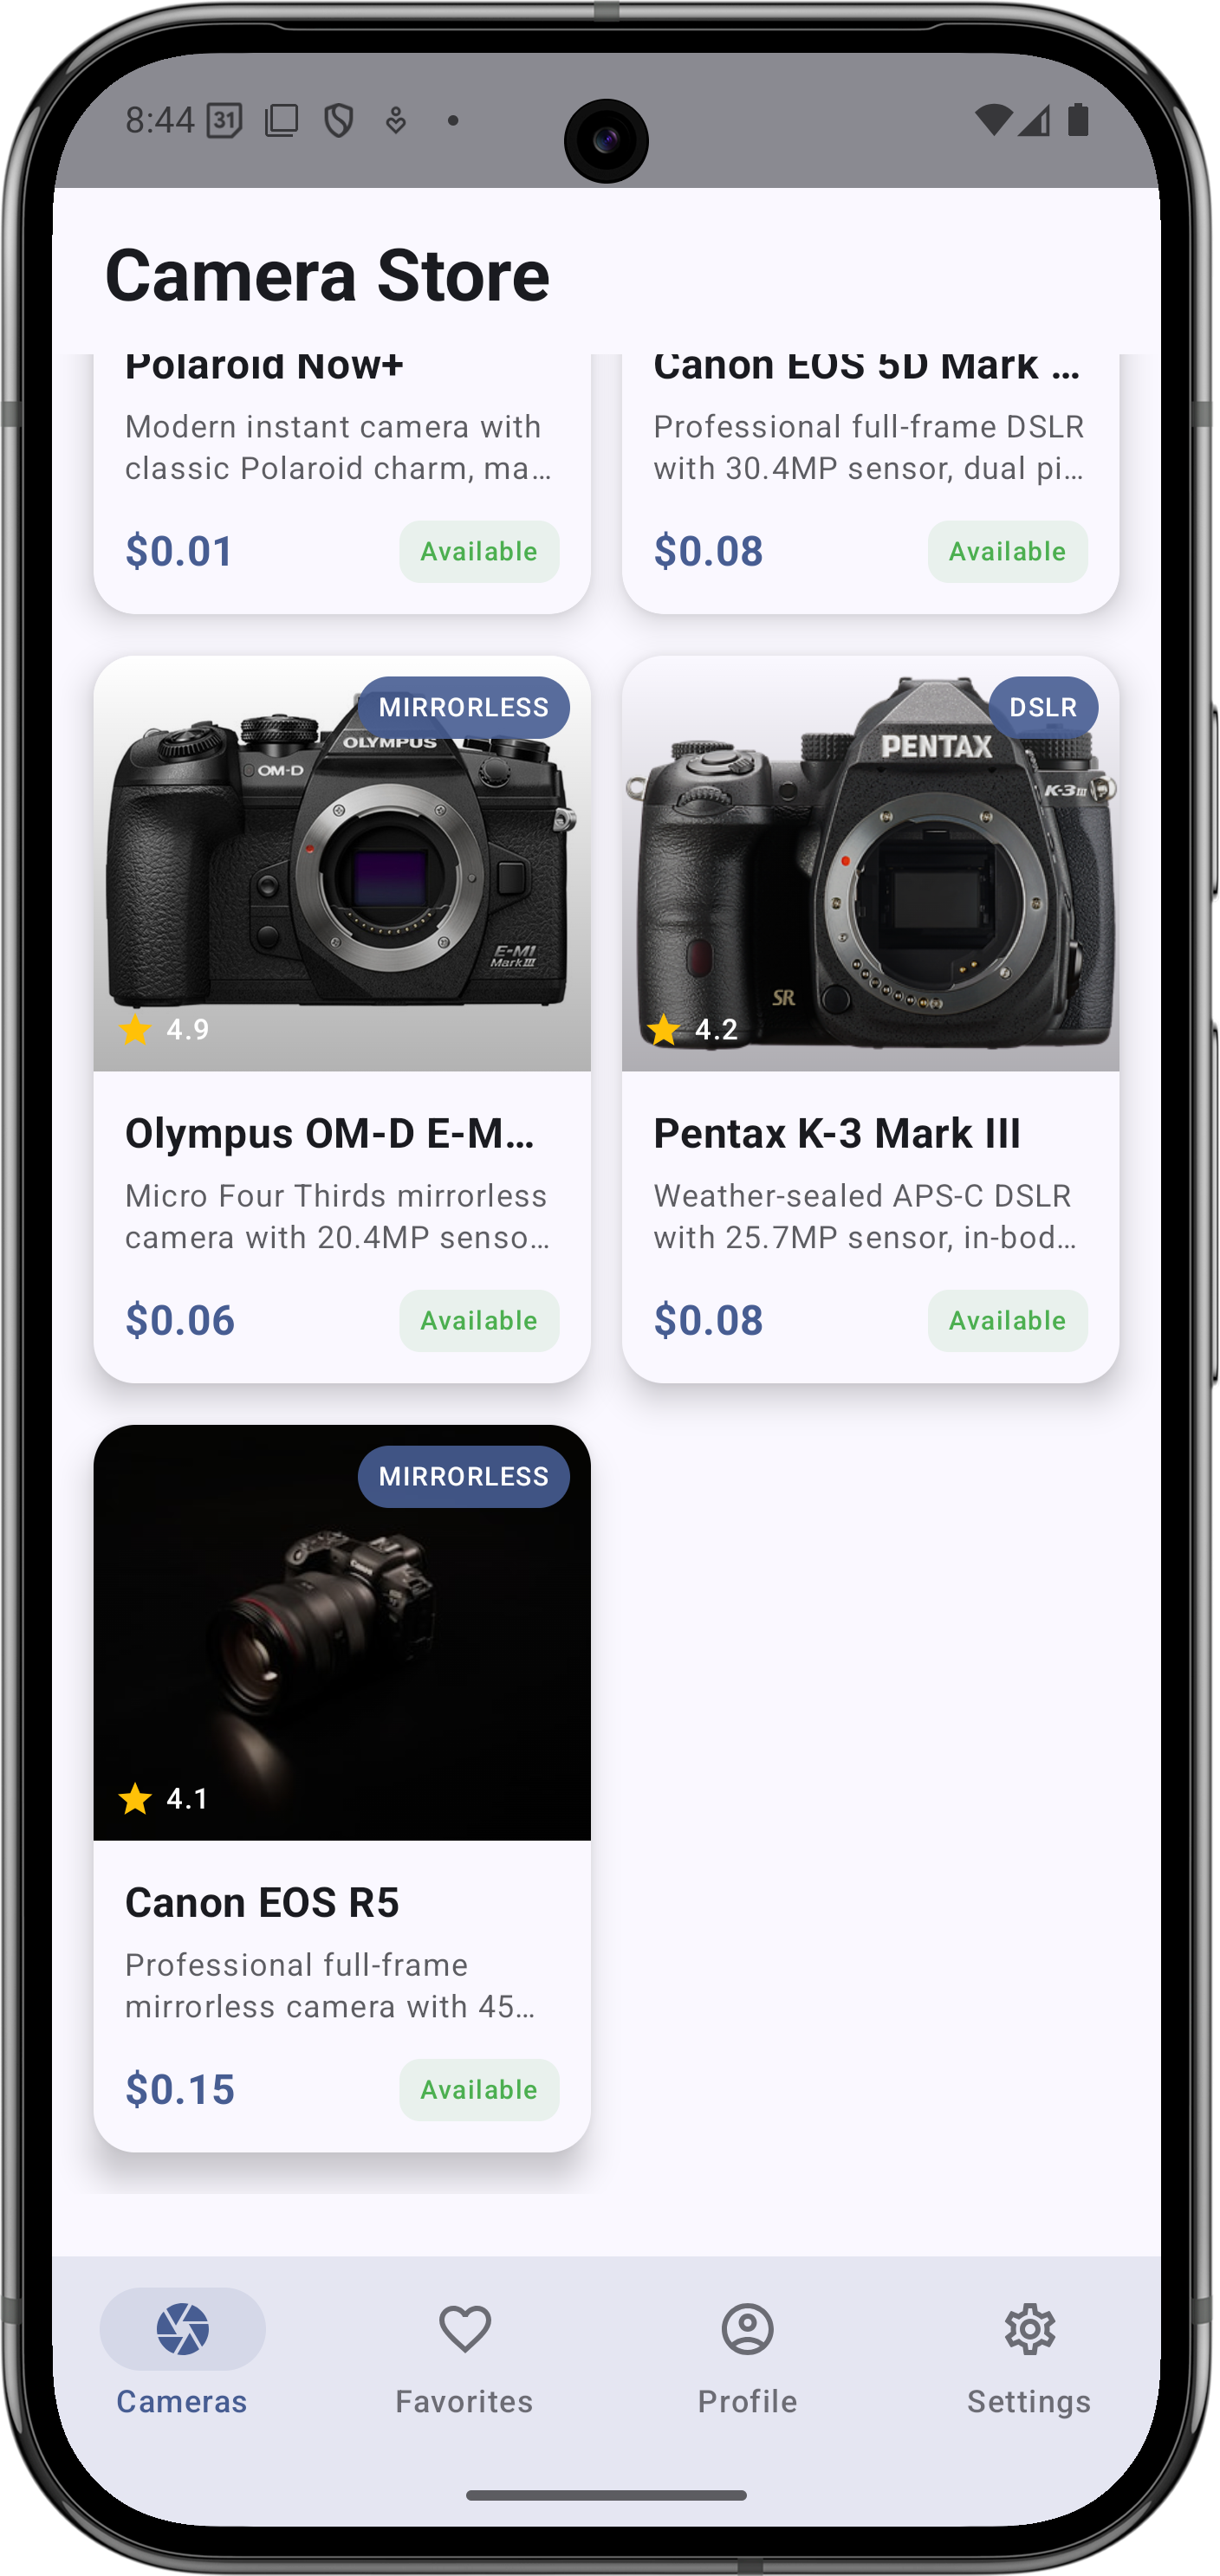 8:44
31
Camera Store
Polaroid Now+
Modern instant camera with
classic Polaroid charm, ma…
$0.01
Available
Canon EOS 5D Mark …
Professional full-frame DSLR
with 30.4MP sensor, dual pi…
$0.08
Available
MIRRORLESS
OLYMPUS
OM-D
E-M1
Mark III
4.9
Olympus OM-D E-M…
Micro Four Thirds mirrorless
camera with 20.4MP senso…
$0.06
Available
DSLR
PENTAX
K-3 III
SR
4.2
Pentax K-3 Mark III
Weather-sealed APS-C DSLR
with 25.7MP sensor, in-bod…
$0.08
Available
MIRRORLESS
Canon
4.1
Canon EOS R5
Professional full-frame
mirrorless camera with 45…
$0.15
Available
Cameras
Favorites
Profile
Settings